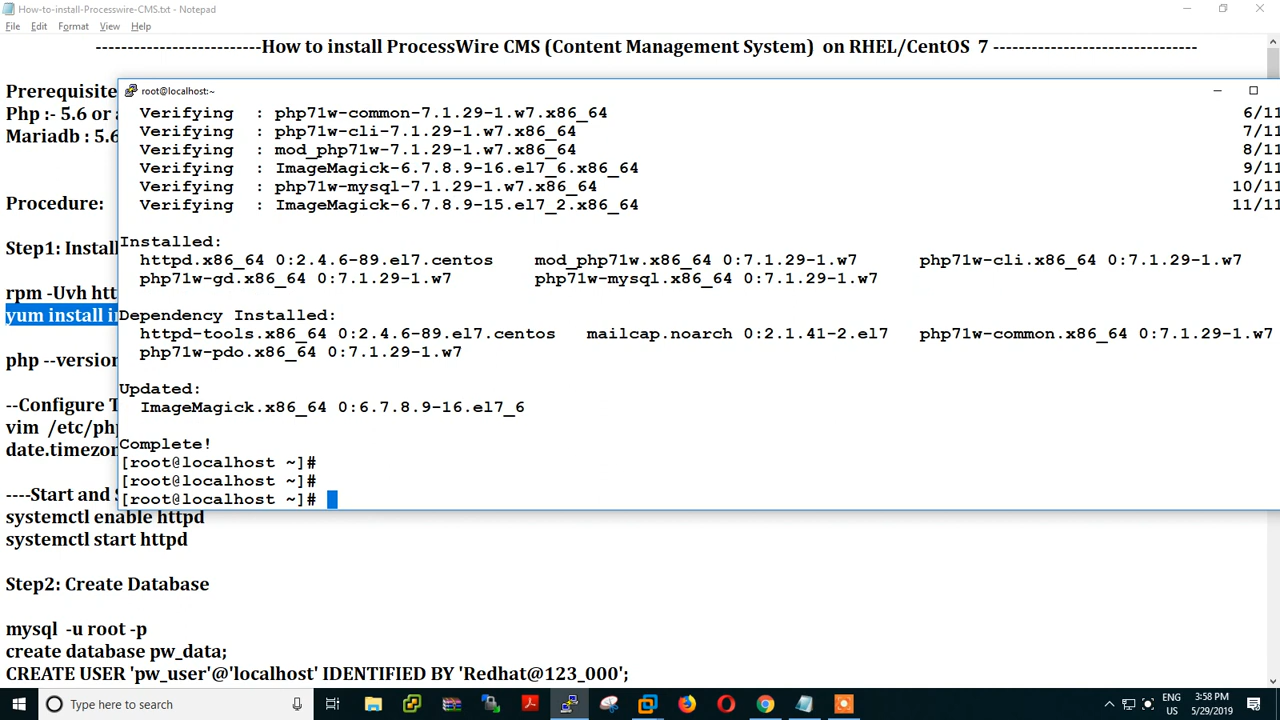 How-to-install-Processwire-CMS.txt - Notepad
File Edit Format View Help
--------------------------How to install ProcessWire CMS (Content Management System)  on RHEL/CentOS  7 --------------------------------
Prerequisite
Php :- 5.6 or a
Mariadb : 5.6
Procedure:
Step1: Install
rpm -Uvh htt
yum install i
php --version
--Configure T
vim  /etc/php
date.timezon
----Start and S
systemctl enable httpd
systemctl start httpd
Step2: Create Database
mysql  -u root -p
create database pw_data;
CREATE USER 'pw_user'@'localhost' IDENTIFIED BY 'Redhat@123_000';
root@localhost:~
Verifying  : php71w-common-7.1.29-1.w7.x86_64 6/11
Verifying  : php71w-cli-7.1.29-1.w7.x86_64 7/11
Verifying  : mod_php71w-7.1.29-1.w7.x86_64 8/11
Verifying  : ImageMagick-6.7.8.9-16.el7_6.x86_64 9/11
Verifying  : php71w-mysql-7.1.29-1.w7.x86_64 10/11
Verifying  : ImageMagick-6.7.8.9-15.el7_2.x86_64 11/11
Installed:
httpd.x86_64 0:2.4.6-89.el7.centos mod_php71w.x86_64 0:7.1.29-1.w7 php71w-cli.x86_64 0:7.1.29-1.w7
php71w-gd.x86_64 0:7.1.29-1.w7 php71w-mysql.x86_64 0:7.1.29-1.w7
Dependency Installed:
httpd-tools.x86_64 0:2.4.6-89.el7.centos mailcap.noarch 0:2.1.41-2.el7 php71w-common.x86_64 0:7.1.29-1.w7
php71w-pdo.x86_64 0:7.1.29-1.w7
Updated:
ImageMagick.x86_64 0:6.7.8.9-16.el7_6
Complete!
[root@localhost ~]#
[root@localhost ~]#
[root@localhost ~]#
Type here to search
ENG
US
3:58 PM
5/29/2019